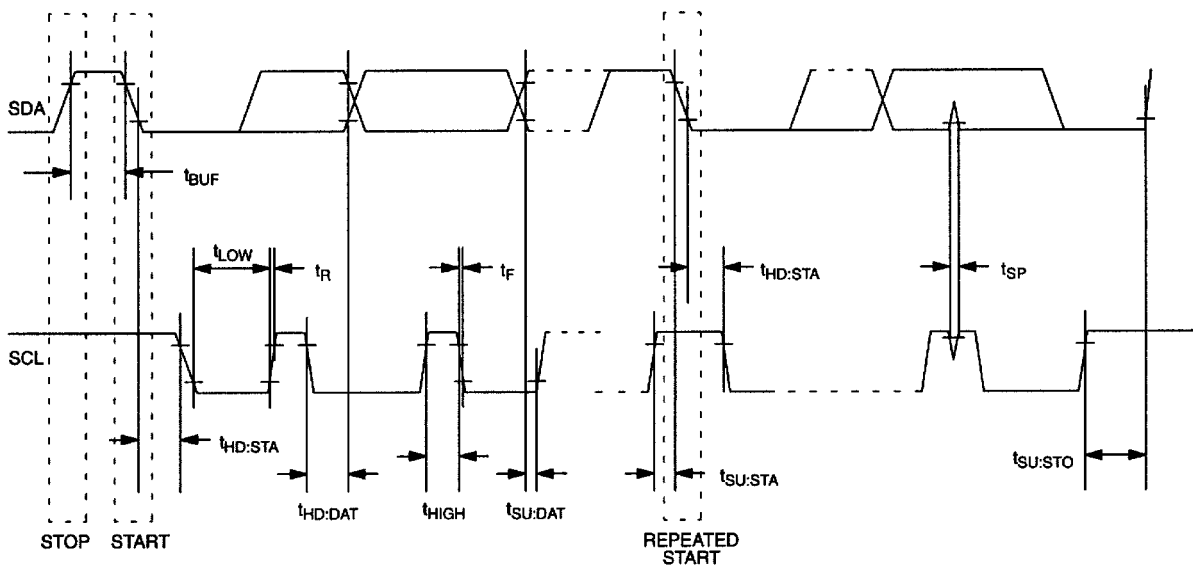 SDA
tBUF
tLOW
tR
tF
tHD:STA
tSP
SCL
tHD:STA
tSU:STA
tSU:STO
tHD:DAT
tHIGH
tSU:DAT
STOP
START
REPEATED
START